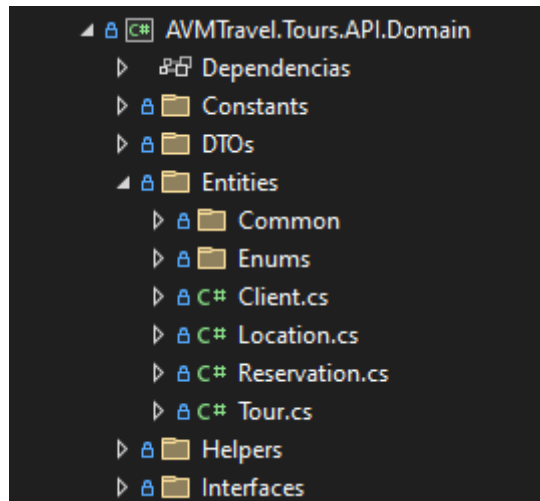 C# AVMTravel.Tours.API.Domain
Dependencias
Constants
DTOs
Entities
Common
Enums
C# Client.cs
C# Location.cs
C# Reservation.cs
C# Tour.cs
Helpers
Interfaces